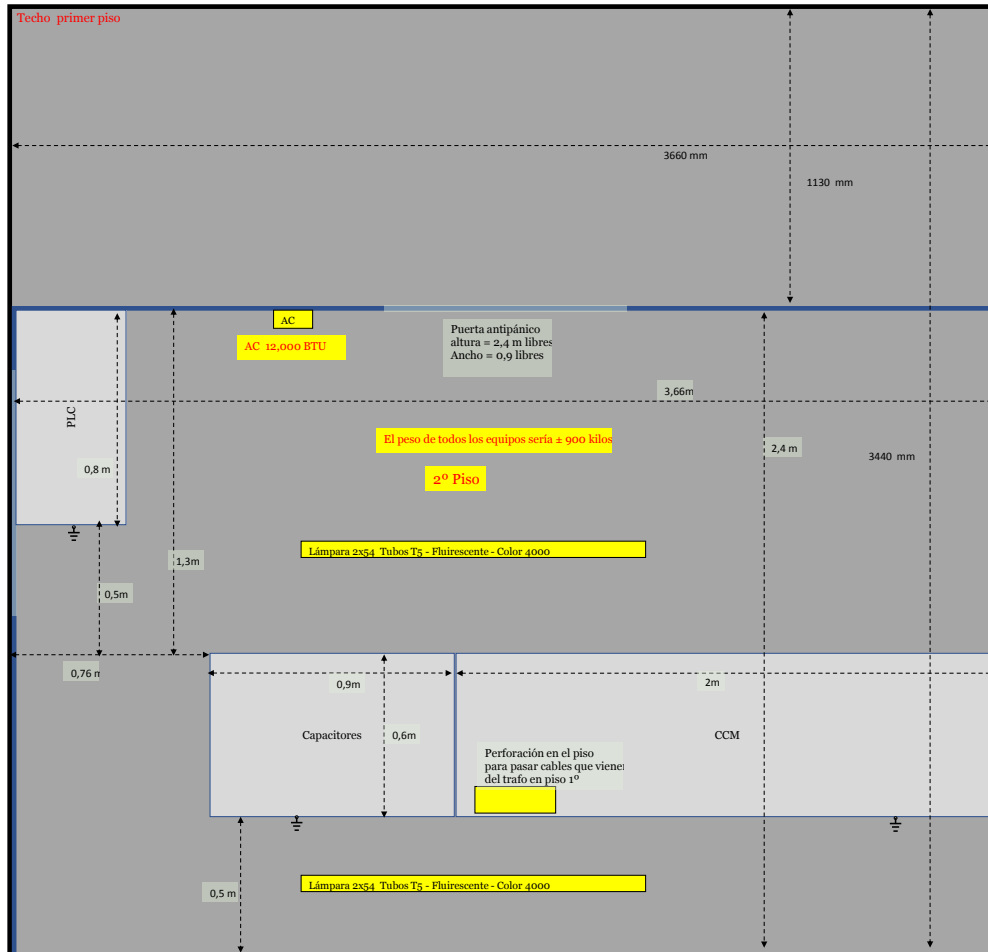 Techo primer piso
3660 mm
1130 mm
AC
AC 12,000 BTU
Puerta antipánico
altura = 2,4 m libres
Ancho = 0,9 libres
3,66m
PLC
El peso de todos los equipos sería ± 900 kilos
2,4 m
3440 mm
0,8 m
2º Piso
Lámpara 2x54 Tubos T5 - Fluirescente - Color 4000
1,3m
0,5m
0,76 m
0,9m
2m
Capacitores
0,6m
CCM
Perforación en el piso
para pasar cables que vienen
del trafo en piso 1º
Lámpara 2x54 Tubos T5 - Fluirescente - Color 4000
0,5 m